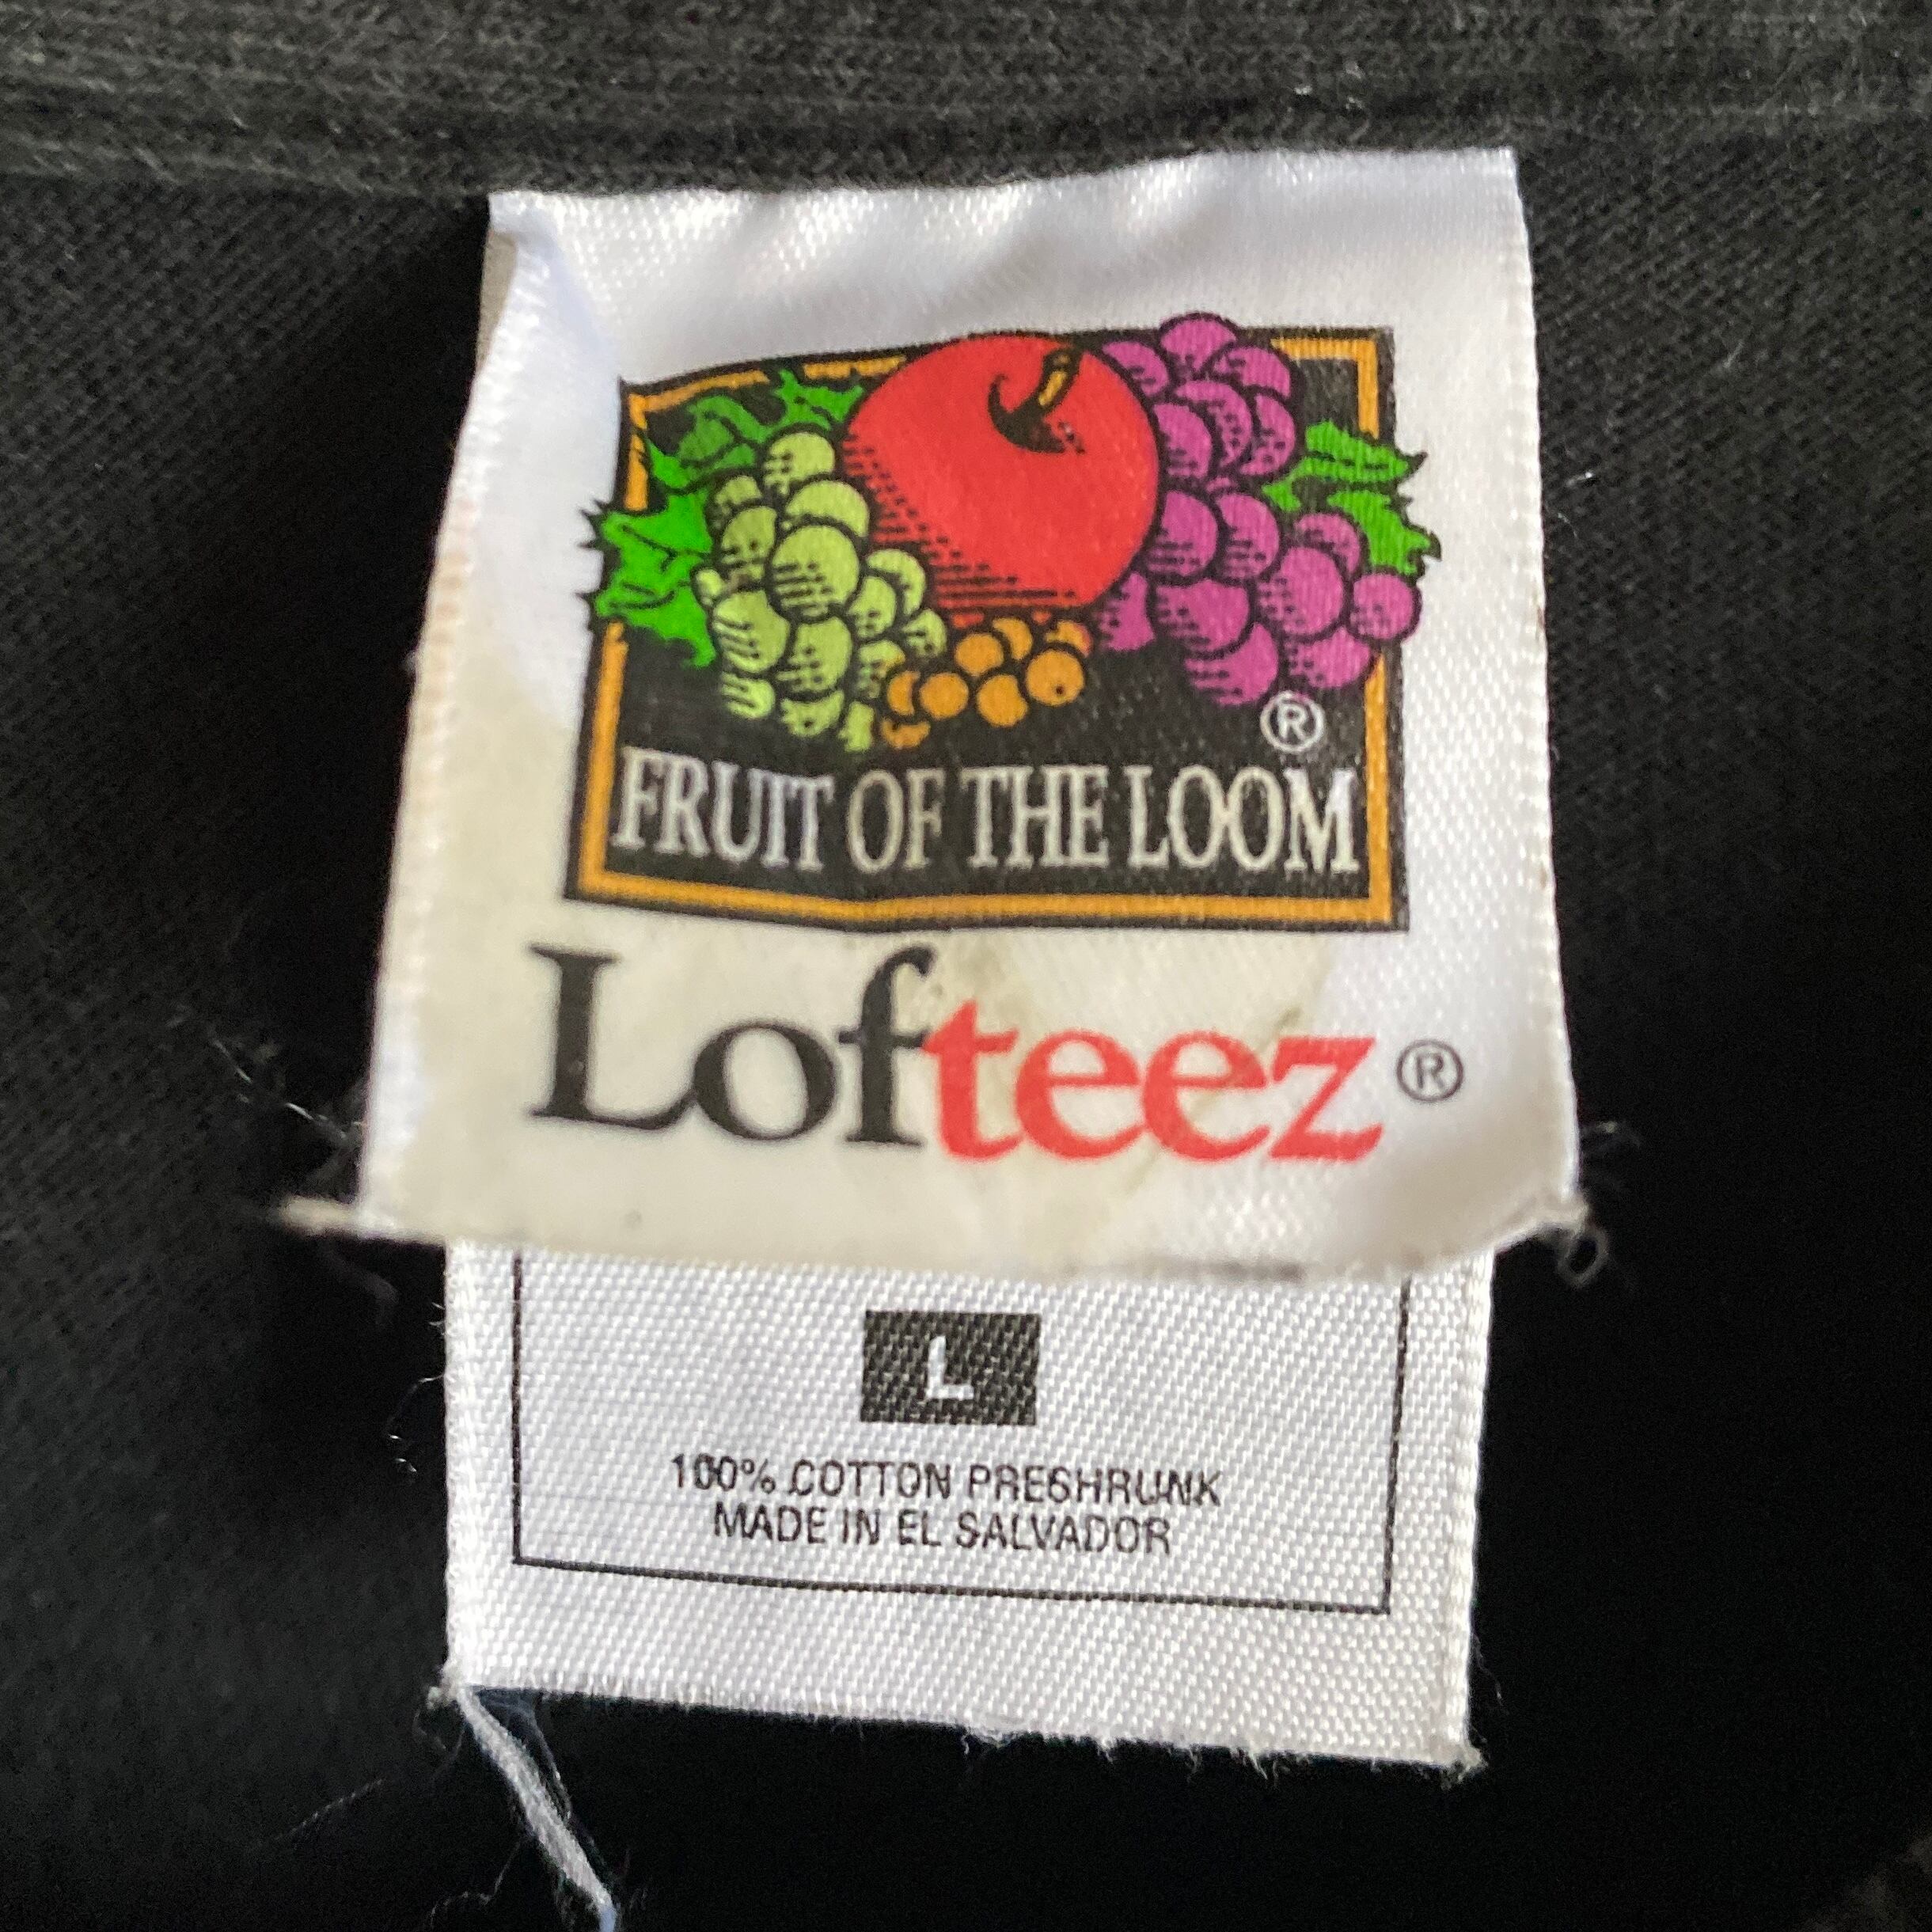 ®
FRUIT OF THE LOOM
Lofteez®
L
100% COTTON PRESHRUNK
MADE IN EL SALVADOR